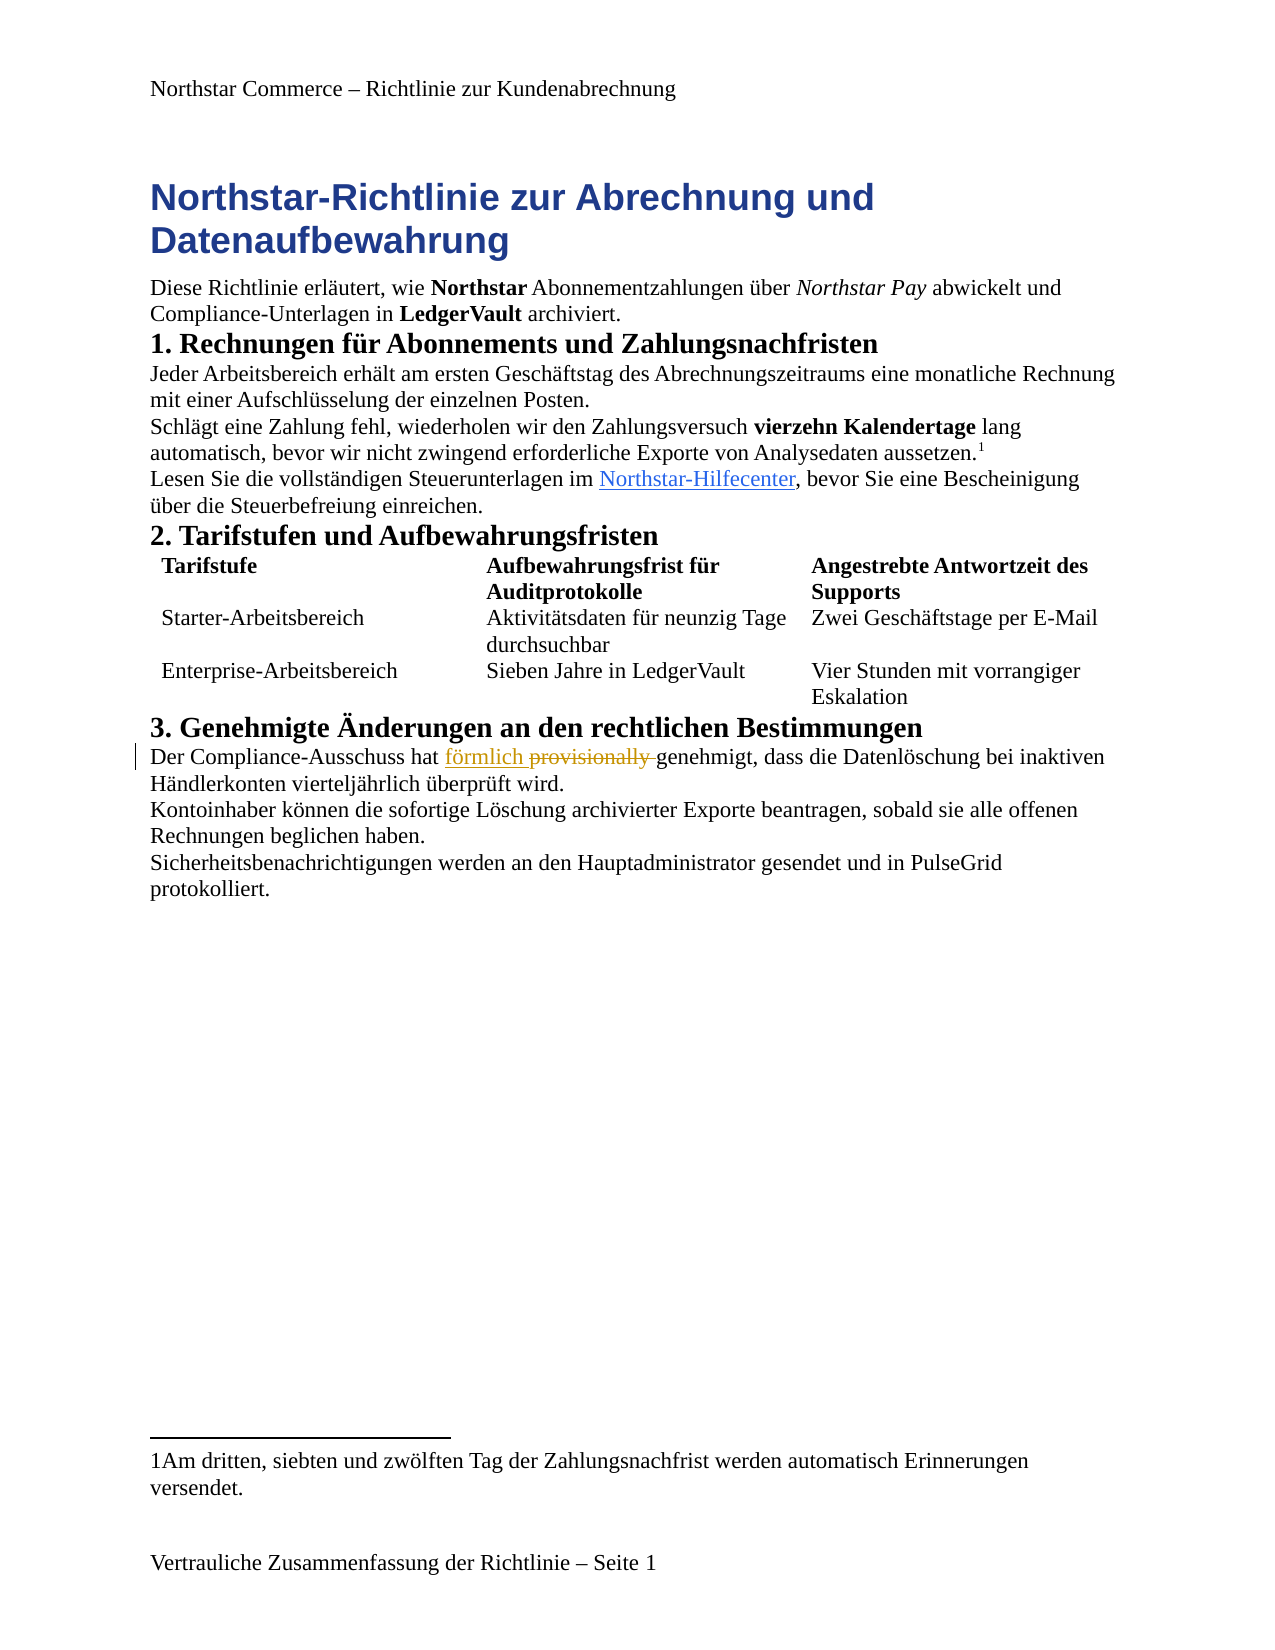 Northstar Commerce – Richtlinie zur Kundenabrechnung
Northstar-Richtlinie zur Abrechnung und
Datenaufbewahrung
Diese Richtlinie erläutert, wie Northstar Abonnementzahlungen über Northstar Pay abwickelt und
Compliance-Unterlagen in LedgerVault archiviert.
1. Rechnungen für Abonnements und Zahlungsnachfristen
Jeder Arbeitsbereich erhält am ersten Geschäftstag des Abrechnungszeitraums eine monatliche Rechnung
mit einer Aufschlüsselung der einzelnen Posten.
Schlägt eine Zahlung fehl, wiederholen wir den Zahlungsversuch vierzehn Kalendertage lang
automatisch, bevor wir nicht zwingend erforderliche Exporte von Analysedaten aussetzen.1
Lesen Sie die vollständigen Steuerunterlagen im Northstar-Hilfecenter, bevor Sie eine Bescheinigung
über die Steuerbefreiung einreichen.
2. Tarifstufen und Aufbewahrungsfristen
Tarifstufe Aufbewahrungsfrist für Angestrebte Antwortzeit des
Auditprotokolle Supports
Starter-Arbeitsbereich Aktivitätsdaten für neunzig Tage Zwei Geschäftstage per E-Mail
durchsuchbar
Enterprise-Arbeitsbereich Sieben Jahre in LedgerVault Vier Stunden mit vorrangiger
Eskalation
3. Genehmigte Änderungen an den rechtlichen Bestimmungen
Der Compliance-Ausschuss hat förmlich provisionally genehmigt, dass die Datenlöschung bei inaktiven
Händlerkonten vierteljährlich überprüft wird.
Kontoinhaber können die sofortige Löschung archivierter Exporte beantragen, sobald sie alle offenen
Rechnungen beglichen haben.
Sicherheitsbenachrichtigungen werden an den Hauptadministrator gesendet und in PulseGrid
protokolliert.
1Am dritten, siebten und zwölften Tag der Zahlungsnachfrist werden automatisch Erinnerungen
versendet.
Vertrauliche Zusammenfassung der Richtlinie – Seite 1